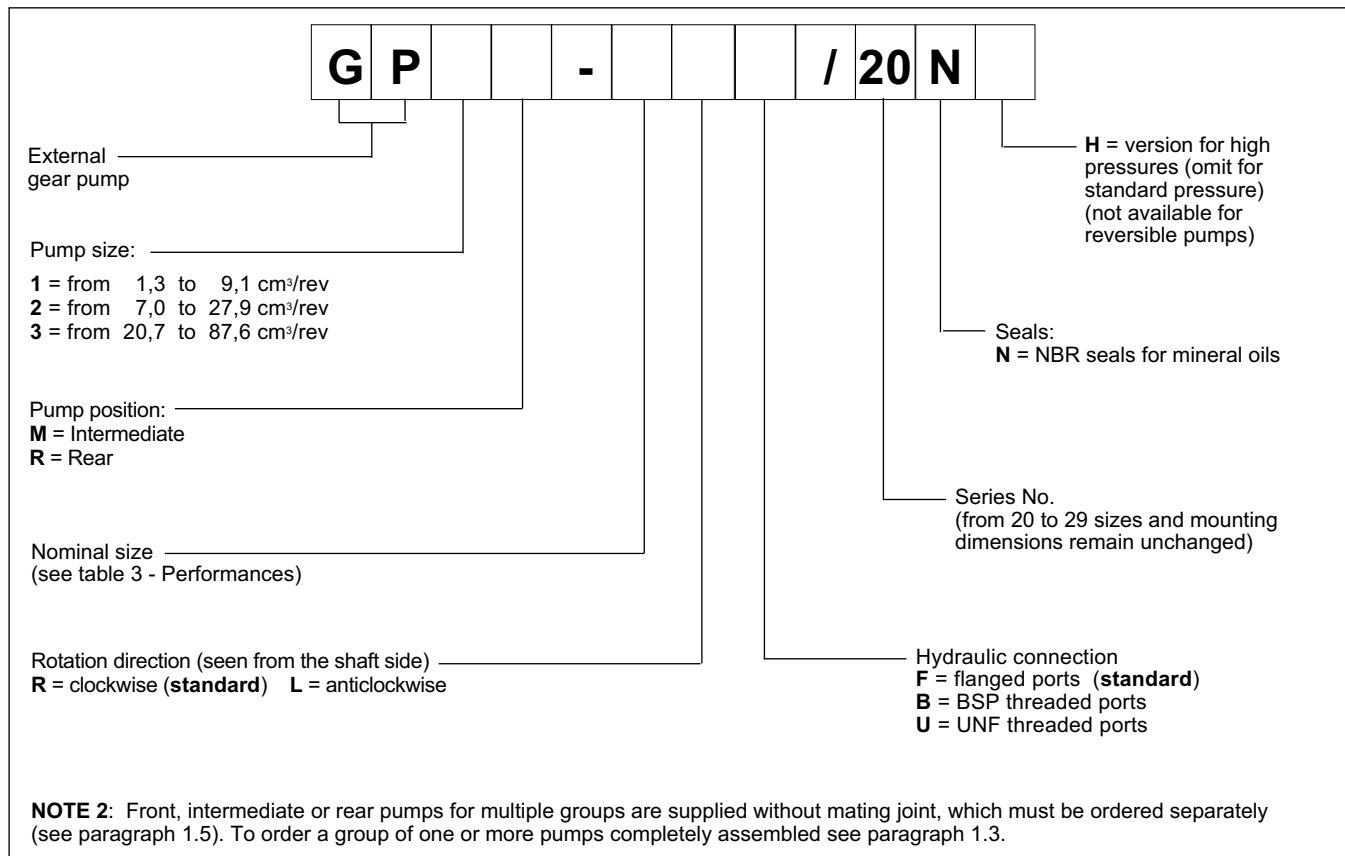 G P - / 20 N
External
gear pump
Pump size:
1 = from 1,3 to 9,1 cm³/rev
2 = from 7,0 to 27,9 cm³/rev
3 = from 20,7 to 87,6 cm³/rev
Pump position:
M = Intermediate
R = Rear
Nominal size
(see table 3 - Performances)
Rotation direction (seen from the shaft side)
R = clockwise (standard) L = anticlockwise
H = version for high
pressures (omit for
standard pressure)
(not available for
reversible pumps)
Seals:
N = NBR seals for mineral oils
Series No.
(from 20 to 29 sizes and mounting
dimensions remain unchanged)
Hydraulic connection
F = flanged ports (standard)
B = BSP threaded ports
U = UNF threaded ports
NOTE 2: Front, intermediate or rear pumps for multiple groups are supplied without mating joint, which must be ordered separately
(see paragraph 1.5). To order a group of one or more pumps completely assembled see paragraph 1.3.